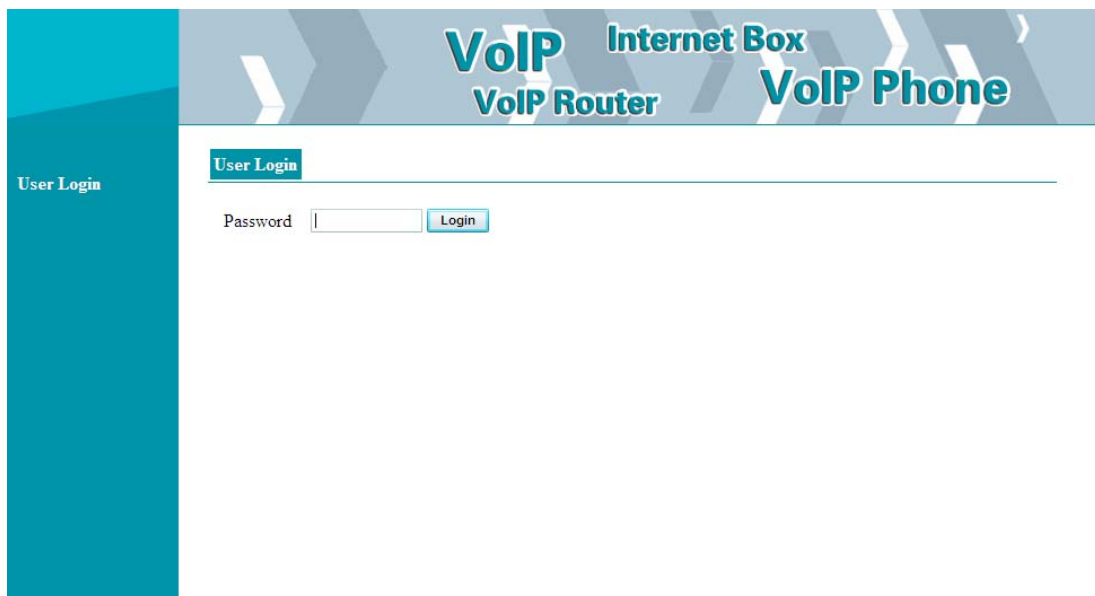 VoIP Internet Box
VoIP Router VoIP Phone
User Login
User Login
Password Login